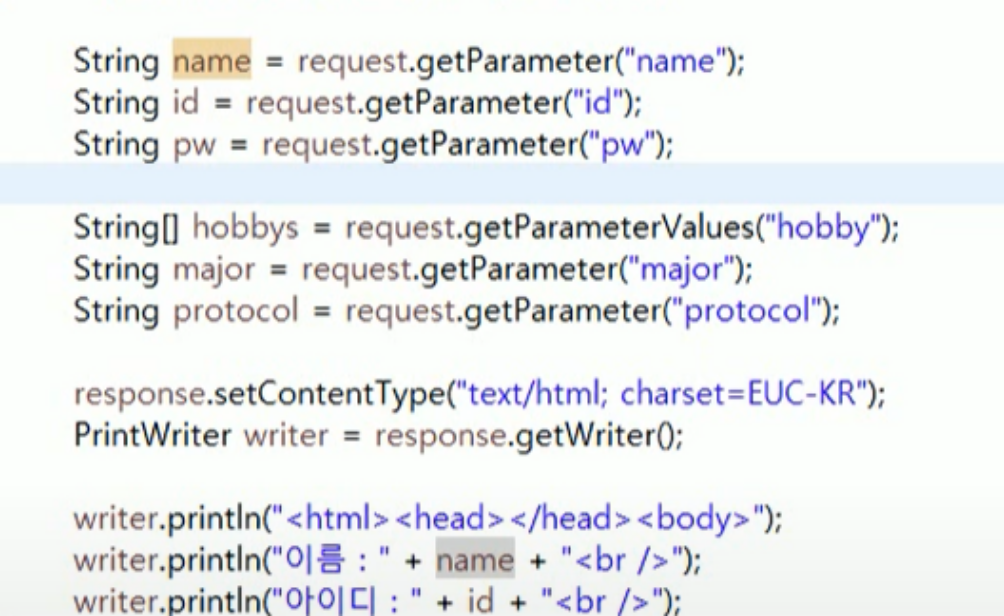 String name = request.getParameter("name");
String id = request.getParameter("id");
String pw = request.getParameter("pw");
String[] hobbys = request.getParameterValues("hobby");
String major = request.getParameter("major");
String protocol = request.getParameter("protocol");
response.setContentType("text/html; charset=EUC-KR");
PrintWriter writer = response.getWriter();
writer.println("<html><head></head><body>");
writer.println("이름 : " + name + "<br />");
writer.println("아이디 : " + id + "<br />");